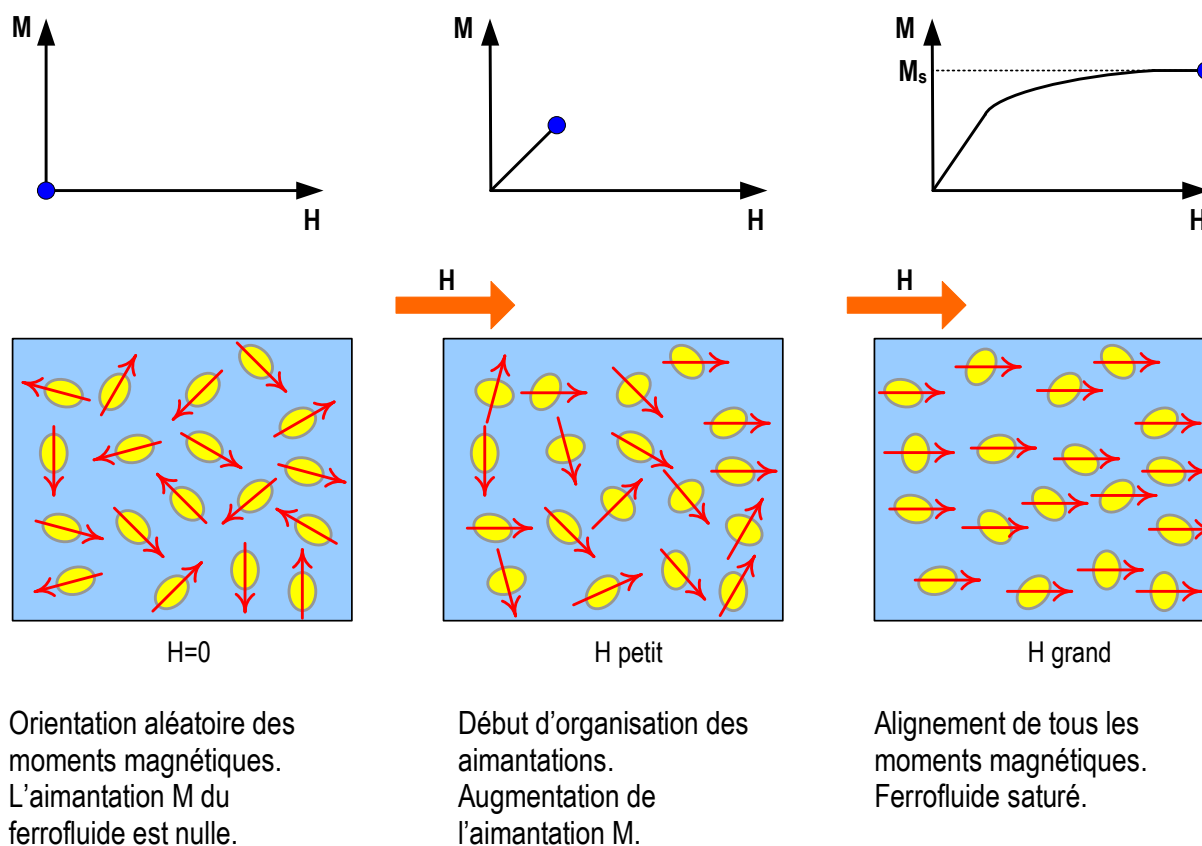 M
H
M
H
M
Ms
H
H
H
H=0
H petit
H grand
Orientation aléatoire des
moments magnétiques.
L’aimantation M du
ferrofluide est nulle.
Début d’organisation des
aimantations.
Augmentation de
l’aimantation M.
Alignement de tous les
moments magnétiques.
Ferrofluide saturé.